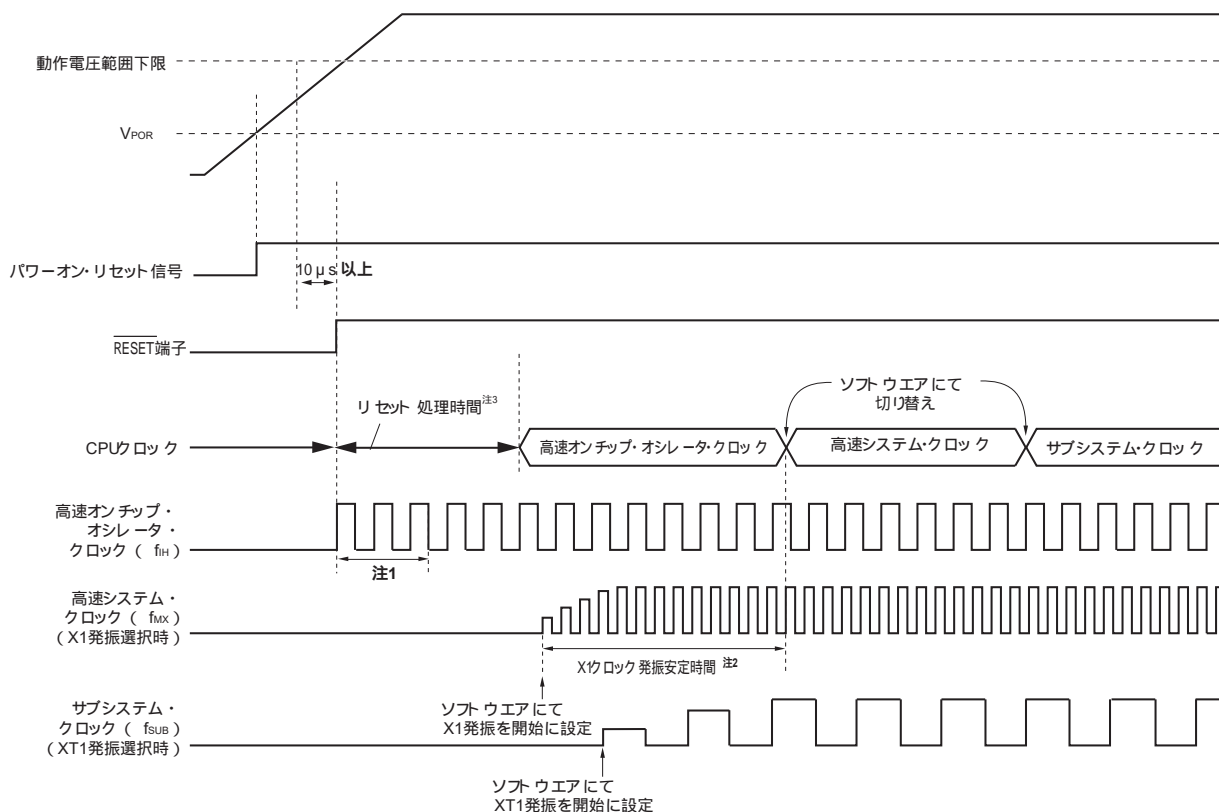 動作電圧範囲下限
VPOR
パワーオン・リセット信号
10μs以上
RESET端子
ソフトウエアにて
切り替え
リセット処理時間注3
CPUクロック
高速オンチップ・オシレータ・クロック
高速システム・クロック
サブシステム・クロック
高速オンチップ・
オシレータ・
クロック(fIH)
注1
高速システム・
クロック(fMX)
(X1発振選択時)
X1クロック発振安定時間 注2
ソフトウエアにて
X1発振を開始に設定
サブシステム・
クロック(fSUB)
(XT1発振選択時)
ソフトウエアにて
XT1発振を開始に設定